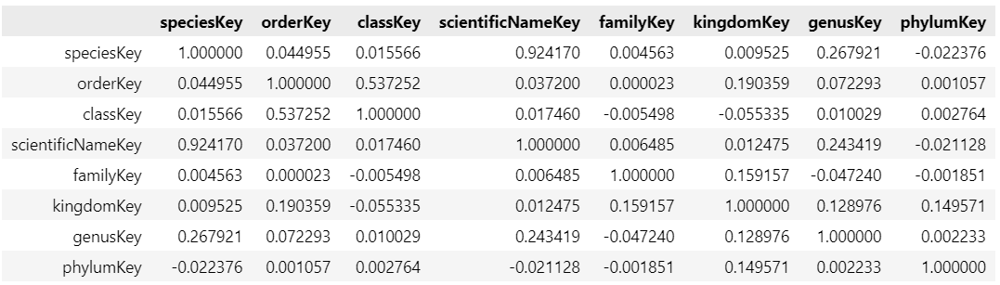 speciesKey orderKey classKey scientificNameKey familyKey kingdomKey genusKey phylumKey
speciesKey 1.000000 0.044955 0.015566 0.924170 0.004563 0.009525 0.267921 -0.022376
orderKey 0.044955 1.000000 0.537252 0.037200 0.000023 0.190359 0.072293 0.001057
classKey 0.015566 0.537252 1.000000 0.017460 -0.005498 -0.055335 0.010029 0.002764
scientificNameKey 0.924170 0.037200 0.017460 1.000000 0.006485 0.012475 0.243419 -0.021128
familyKey 0.004563 0.000023 -0.005498 0.006485 1.000000 0.159157 -0.047240 -0.001851
kingdomKey 0.009525 0.190359 -0.055335 0.012475 0.159157 1.000000 0.128976 0.149571
genusKey 0.267921 0.072293 0.010029 0.243419 -0.047240 0.128976 1.000000 0.002233
phylumKey -0.022376 0.001057 0.002764 -0.021128 -0.001851 0.149571 0.002233 1.000000